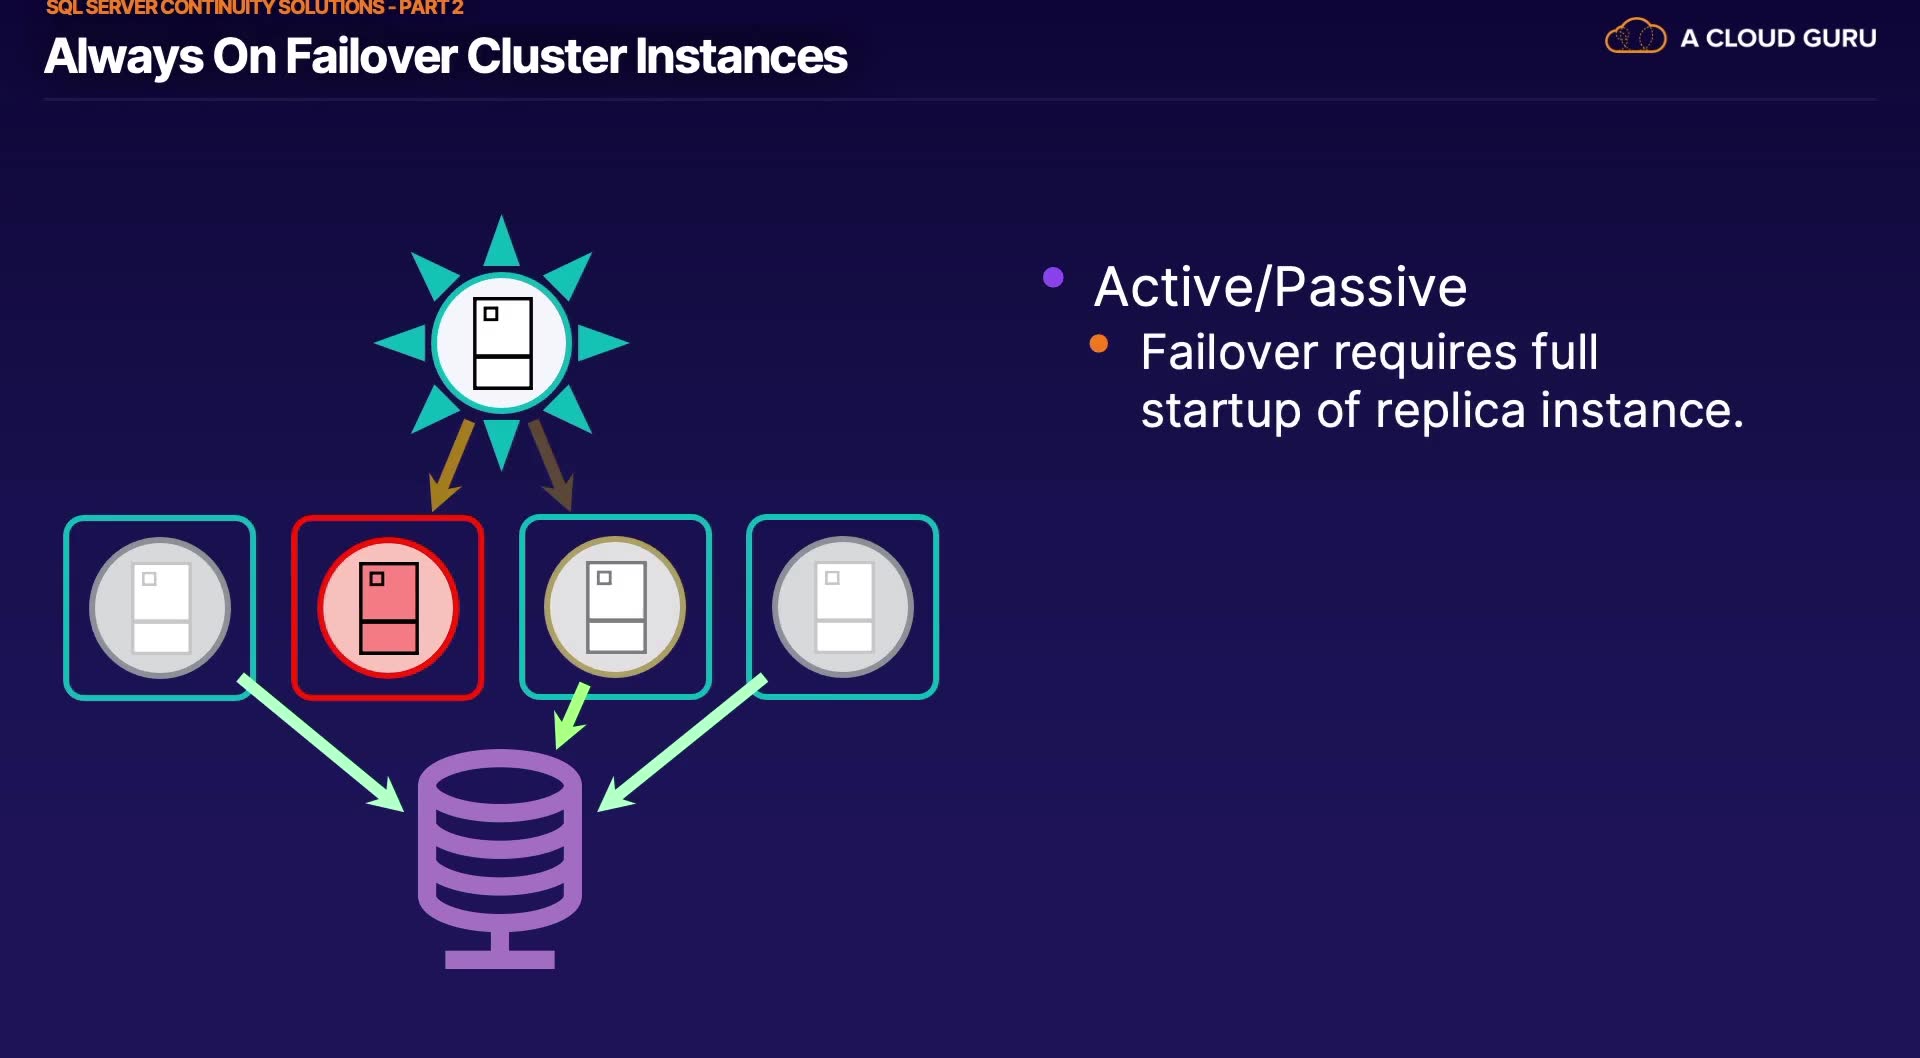 SQL SERVER CONTINUITY SOLUTIONS - PART 2
Always On Failover Cluster Instances
A CLOUD GURU
Active/Passive
Failover requires full
startup of replica instance.